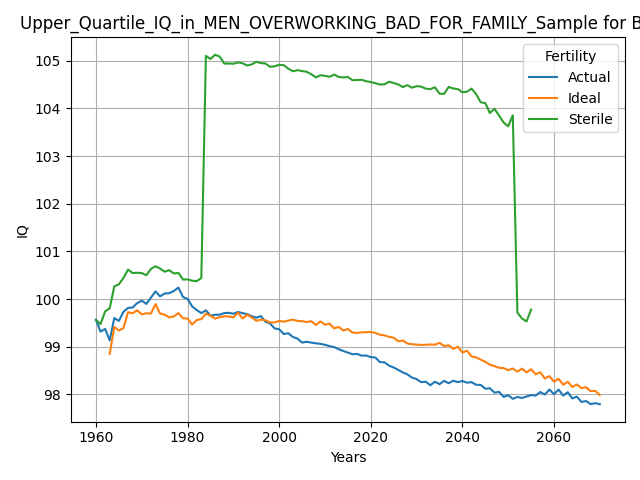 Upper_Quartile_IQ_in_MEN_OVERWORKING_BAD_FOR_FAMILY_Sample for B
Fertility
Actual
Ideal
Sterile
105
104
103
102
101
100
99
98
IQ
1960 1980 2000 2020 2040 2060
Years